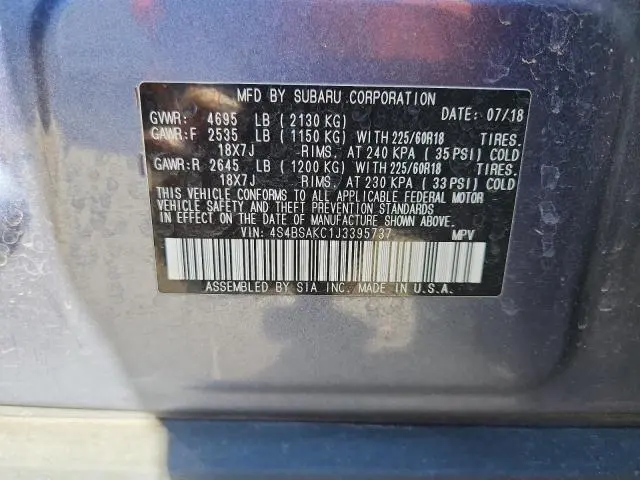 MFD BY SUBARU CORPORATION
GVWR: 4695 LB ( 2130 KG) DATE: 07/18
GAWR:F 2535 LB ( 1150 KG) WITH 225/60R18 TIRES.
18X7J RIMS. AT 240 KPA ( 35 PSI) COLD
GAWR:R 2645 LB ( 1200 KG) WITH 225/60R18 TIRES.
18X7J RIMS. AT 230 KPA ( 33 PSI) COLD
THIS VEHICLE CONFORMS TO ALL APPLICABLE FEDERAL MOTOR
VEHICLE SAFETY AND THEFT PREVENTION STANDARDS
IN EFFECT ON THE DATE OF MANUFACTURE SHOWN ABOVE.
VIN: 4S4BSAKC1J3395737 MPV
ASSEMBLED BY SIA INC. MADE IN U.S.A.